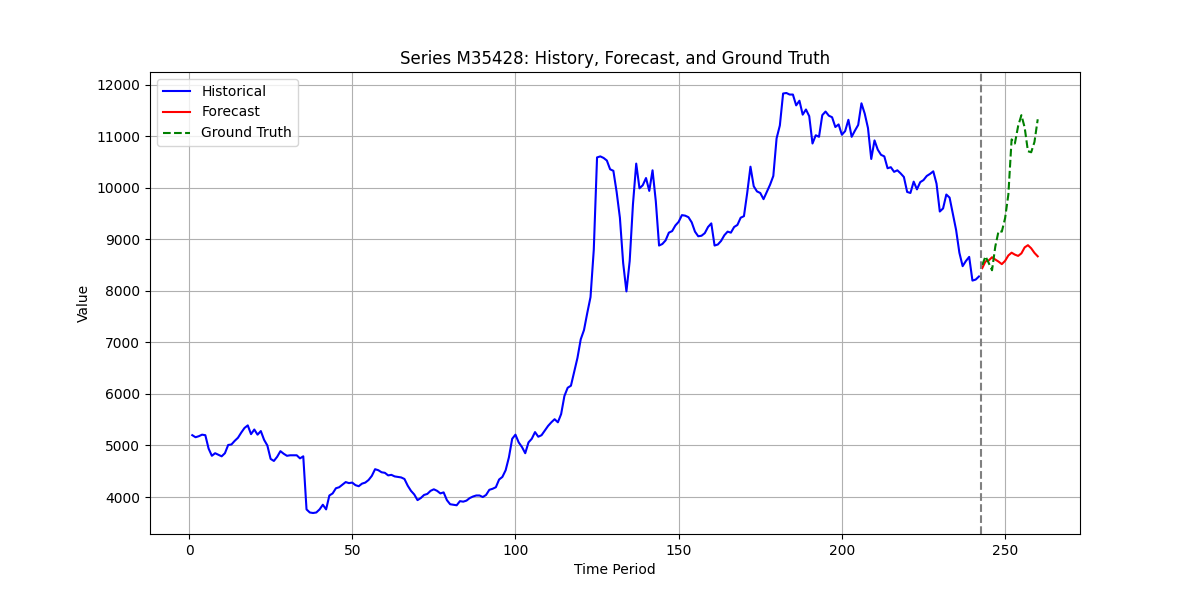 Series M35428: History, Forecast, and Ground Truth
Historical
Forecast
Ground Truth
12000
11000
10000
9000
8000
7000
6000
5000
4000
Value
0 50 100 150 200 250
Time Period